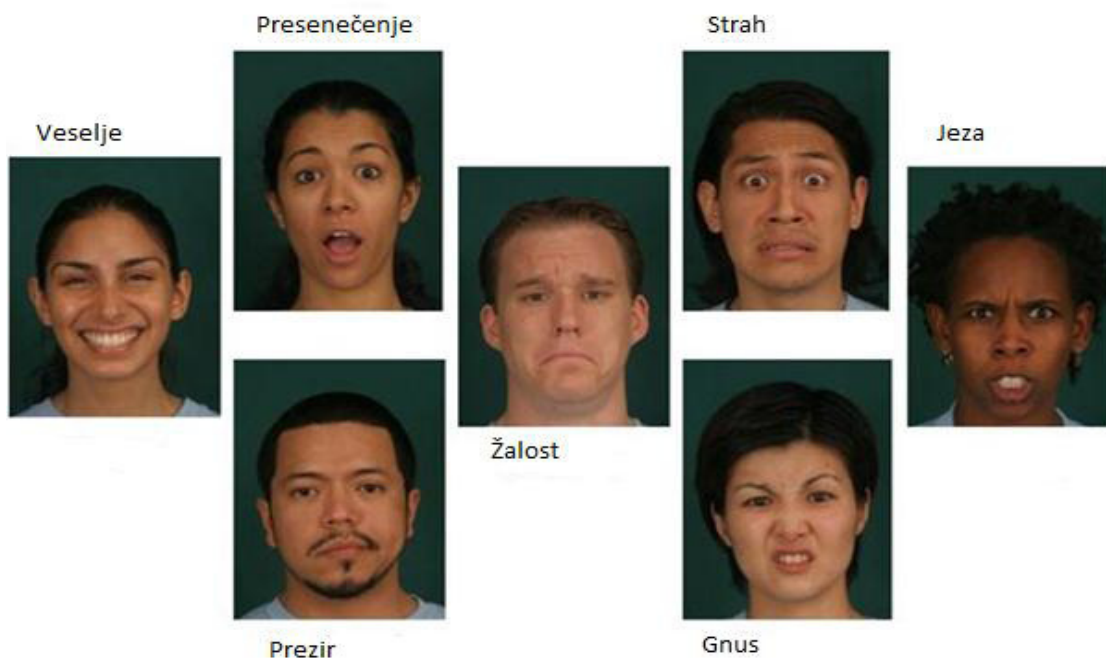 Presenečenje
Strah
Veselje
Jeza
Žalost
Prezir
Gnus